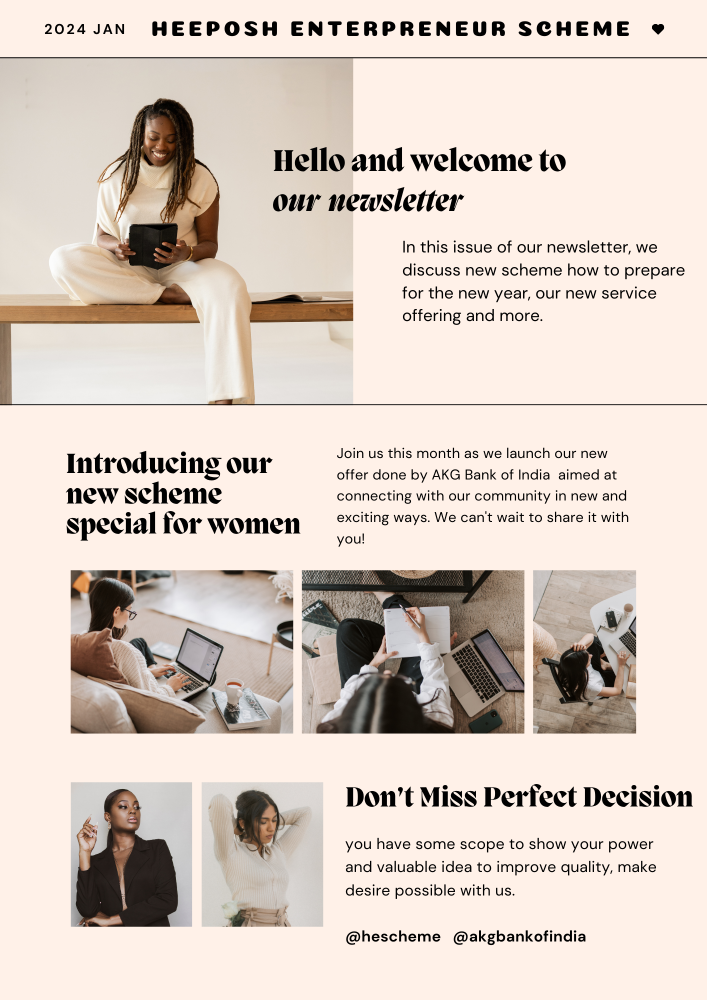 2024 JAN HEEPOSH ENTERPRENEUR SCHEME
Hello and welcome to
our newsletter
In this issue of our newsletter, we
discuss new scheme how to prepare
for the new year, our new service
offering and more.
Introducing our
new scheme
special for women
Join us this month as we launch our new
offer done by AKG Bank of India  aimed at
connecting with our community in new and
exciting ways. We can't wait to share it with
you!
Don't Miss Perfect Decision
you have some scope to show your power
and valuable idea to improve quality, make
desire possible with us.
@hescheme @akgbankofindia